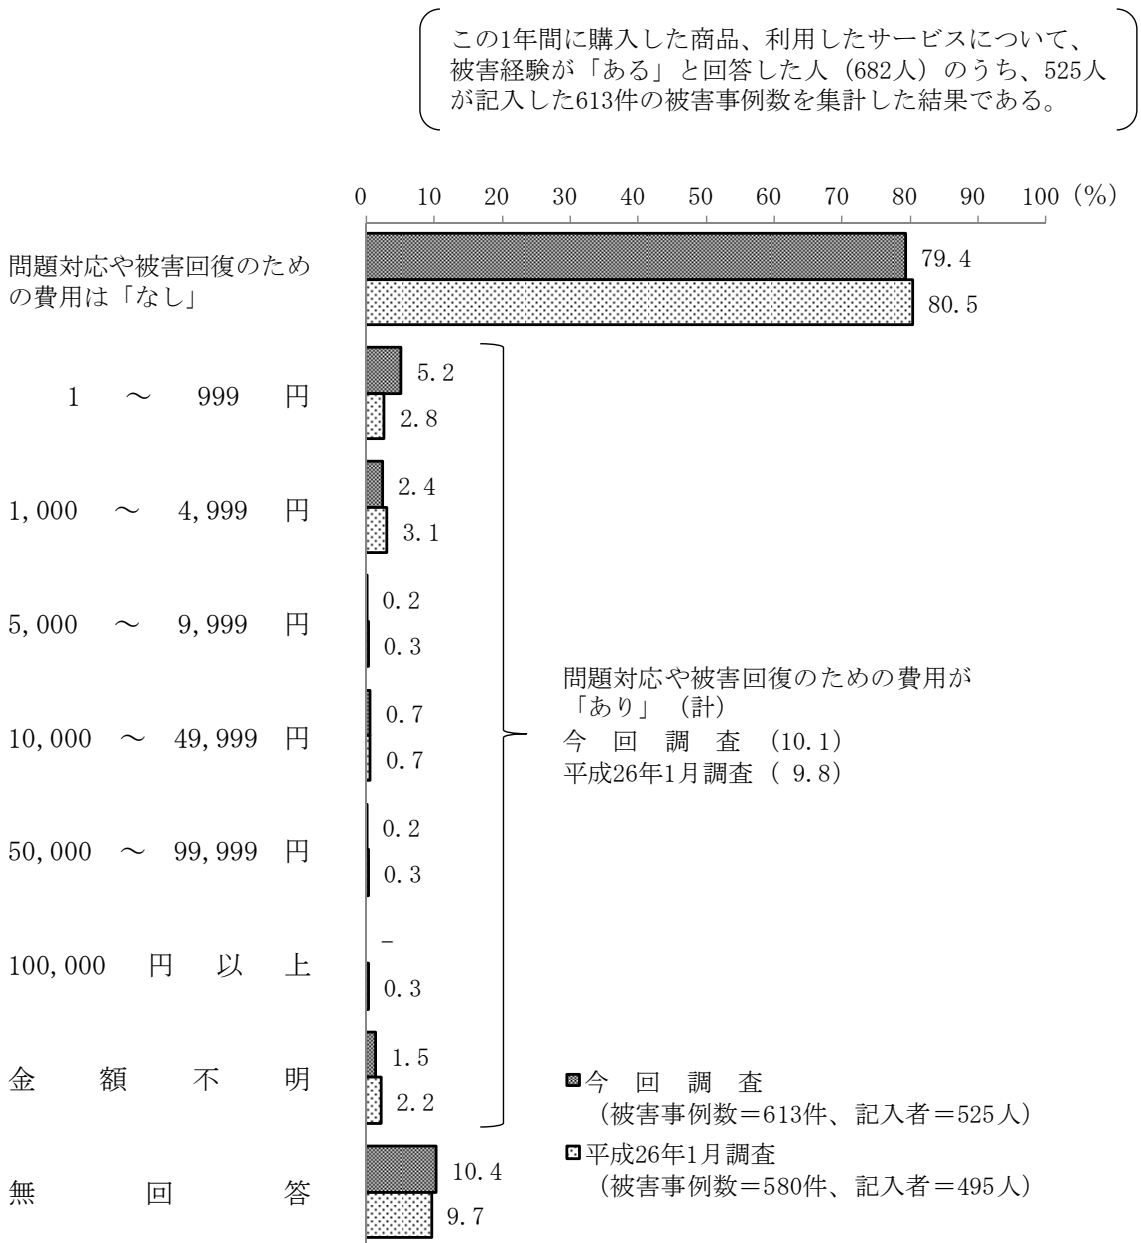 この1年間に購入した商品、利用したサービスについて、
被害経験が「ある」と回答した人（682人）のうち、525人
が記入した613件の被害事例数を集計した結果である。
0 10 20 30 40 50 60 70 80 90 100 (%)
問題対応や被害回復のため
の費用は「なし」
79.4
80.5
1 ～ 999 円
5.2
2.8
1,000 ～ 4,999 円
2.4
3.1
5,000 ～ 9,999 円
0.2
0.3
10,000 ～ 49,999 円
0.7
0.7
50,000 ～ 99,999 円
0.2
0.3
100,000 円 以 上
－
0.3
金 額 不 明
1.5
2.2
無 回 答
10.4
9.7
問題対応や被害回復のための費用が
「あり」（計）
今 回 調 査 (10.1)
平成26年1月調査 ( 9.8)
今 回 調 査
（被害事例数＝613件、記入者＝525人）
平成26年1月調査
（被害事例数＝580件、記入者＝495人）